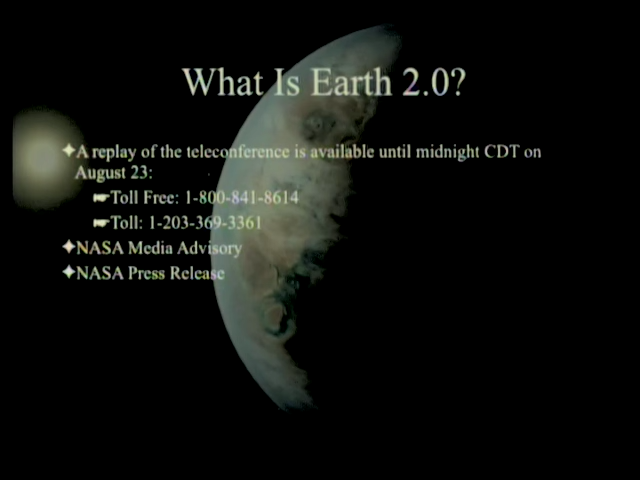 What Is Earth 2.0?
✦A replay of the teleconference is available until midnight CDT on
August 23:
☛Toll Free: 1-800-841-8614
☛Toll: 1-203-369-3361
✦NASA Media Advisory
✦NASA Press Release